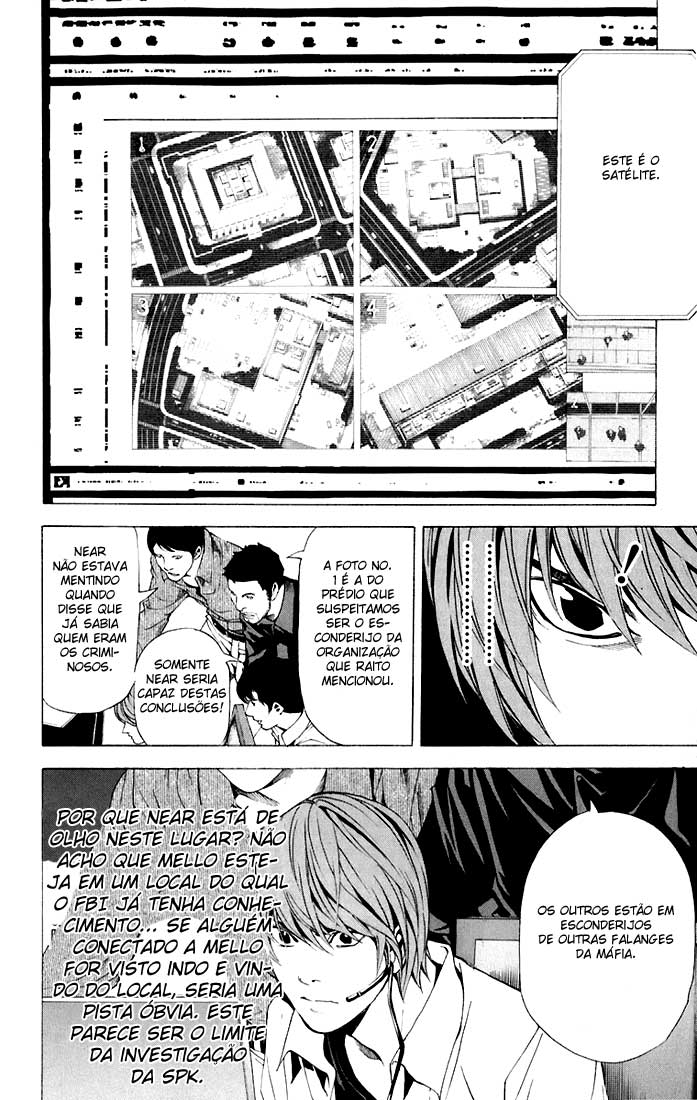 ESTE É O
SATÉLITE.
1
2
3
4
!
A FOTO NO.
1 É A DO
PRÉDIO QUE
SUSPEITAMOS
SER O ES-
CONDERIJO DA
ORGANIZAÇÃO
QUE RAITO
MENCIONOU.
NEAR
NÃO ESTAVA
MENTINDO
QUANDO
DISSE QUE
JÁ SABIA
QUEM ERAM
OS CRIMI-
NOSOS.
SOMENTE
NEAR SERIA
CAPAZ DESTAS
CONCLUSÕES!
OS OUTROS ESTÃO EM
ESCONDERIJOS
DE OUTRAS FALANGES
DA MÁFIA.
POR QUE NEAR ESTÁ DE
OLHO NESTE LUGAR? NÃO
ACHO QUE MELLO ESTE-
JA EM UM LOCAL DO QUAL
O FBI JÁ TENHA CONHE-
CIMENTO... SE ALGUÉM
CONECTADO A MELLO
FOR VISTO INDO E VIN-
DO DO LOCAL, SERIA UMA
PISTA ÓBVIA. ESTE
PARECE SER O LIMITE
DA INVESTIGAÇÃO
DA SPK.